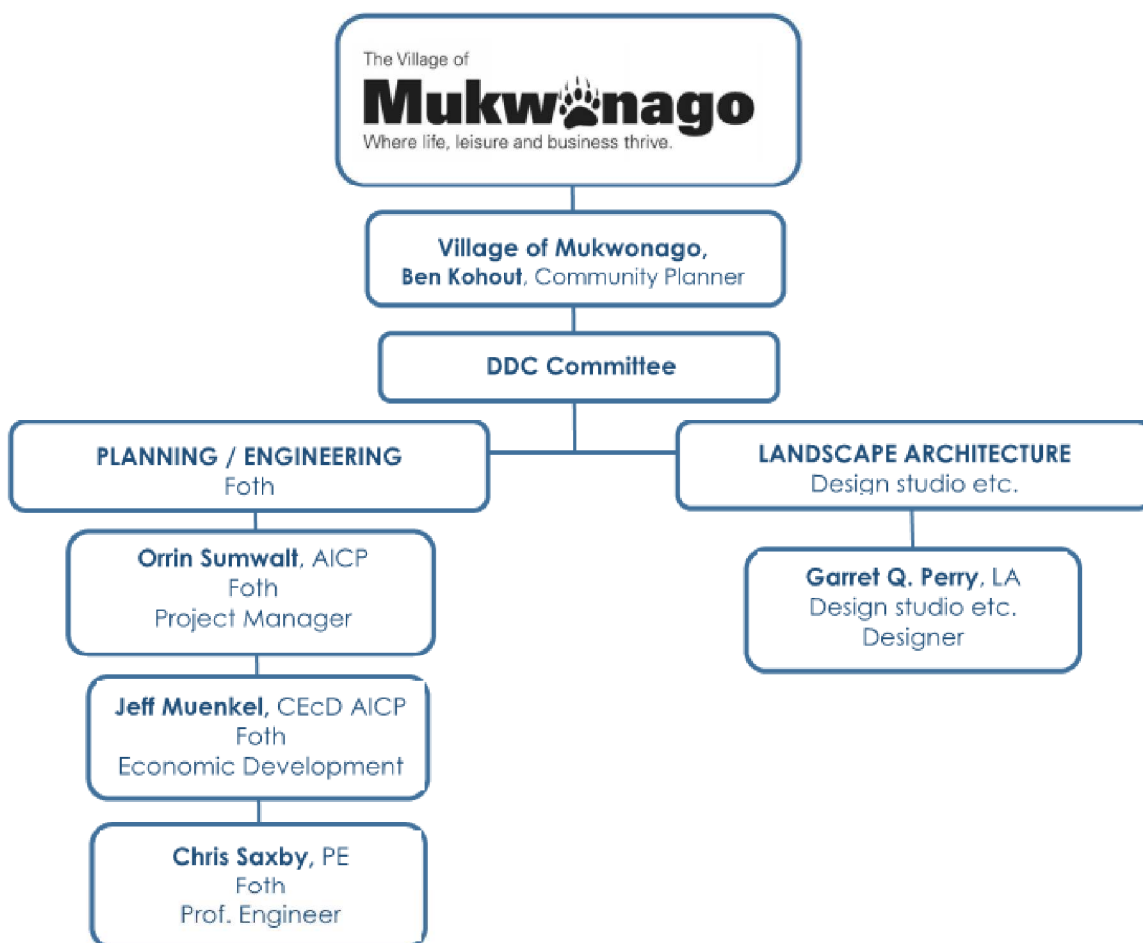 The Village of
Mukwonago
Where life, leisure and business thrive.
Village of Mukwonago,
Ben Kohout, Community Planner
DDC Committee
PLANNING / ENGINEERING
Foth
Orrin Sumwalt, AICP
Foth
Project Manager
Jeff Muenkel, CEcD AICP
Foth
Economic Development
Chris Saxby, PE
Foth
Prof. Engineer
LANDSCAPE ARCHITECTURE
Design studio etc.
Garret Q. Perry, LA
Design studio etc.
Designer